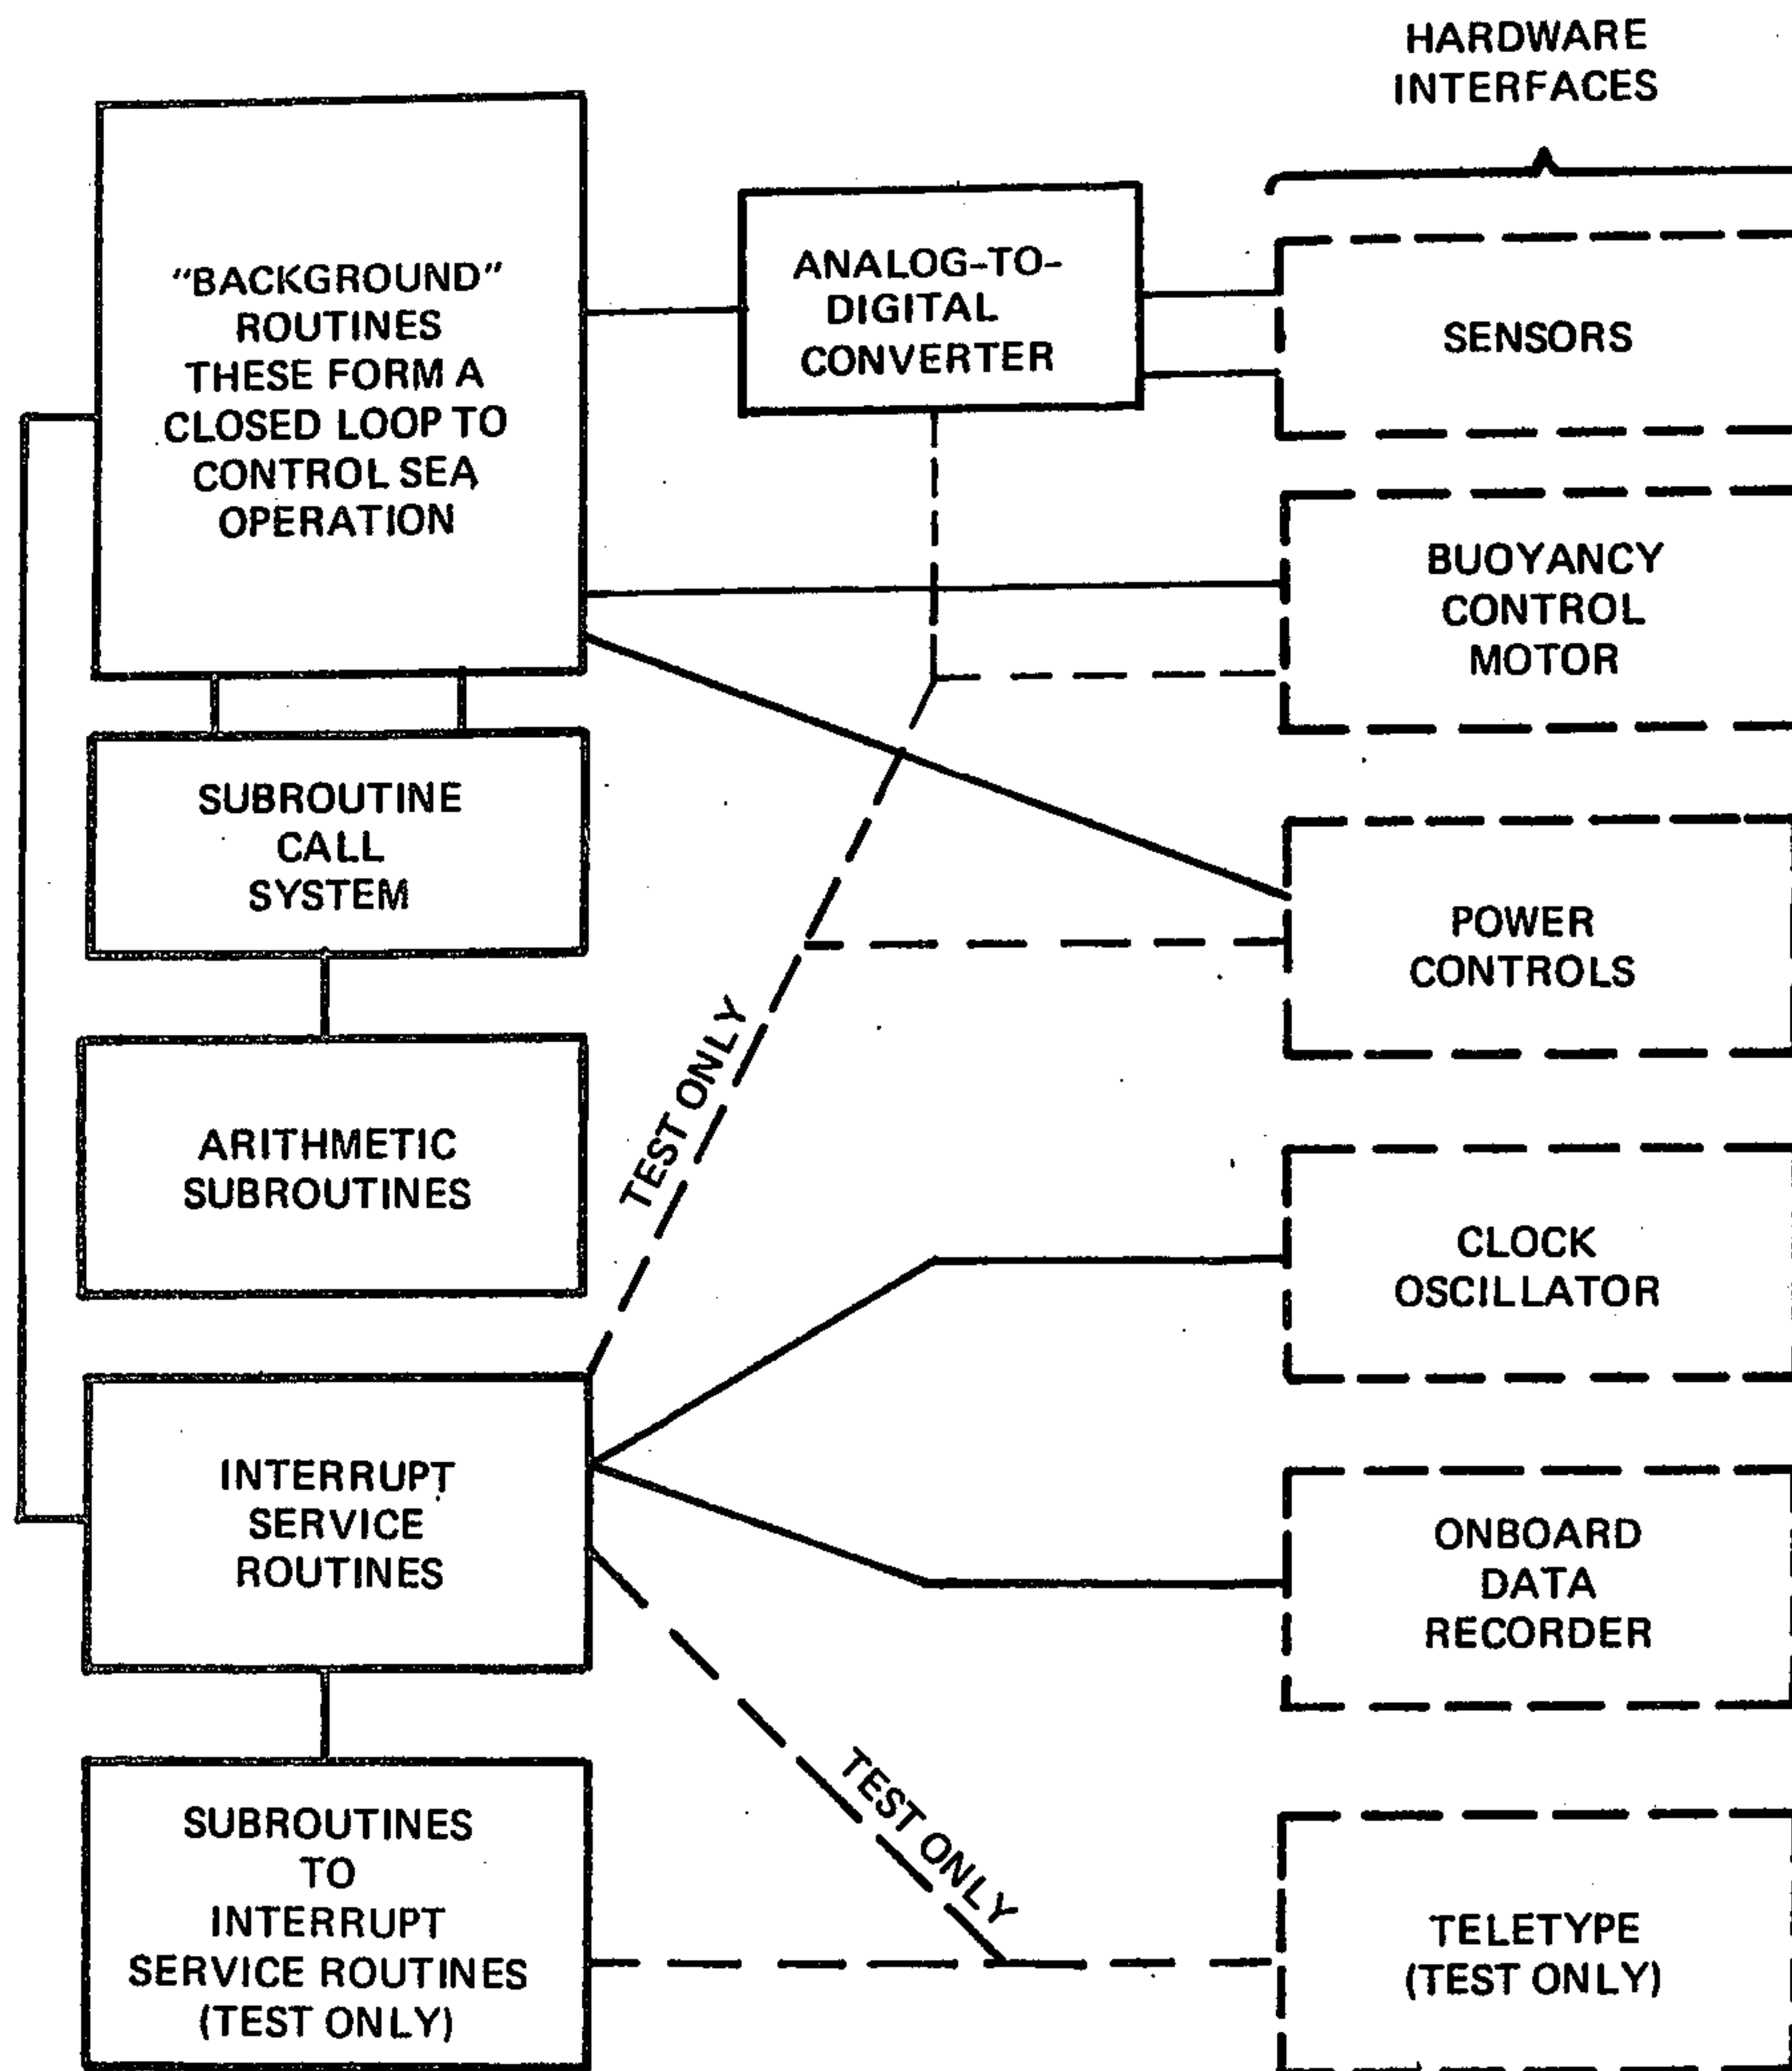 HARDWARE
INTERFACES
"BACKGROUND"
ROUTINES
THESE FORM A
CLOSED LOOP TO
CONTROL SEA
OPERATION
ANALOG-TO-
DIGITAL
CONVERTER
SENSORS
BUOYANCY
CONTROL
MOTOR
SUBROUTINE
CALL
SYSTEM
POWER
CONTROLS
TEST ONLY
ARITHMETIC
SUBROUTINES
CLOCK
OSCILLATOR
INTERRUPT
SERVICE
ROUTINES
ONBOARD
DATA
RECORDER
TEST ONLY
SUBROUTINES
TO
INTERRUPT
SERVICE ROUTINES
(TEST ONLY)
TELETYPE
(TEST ONLY)